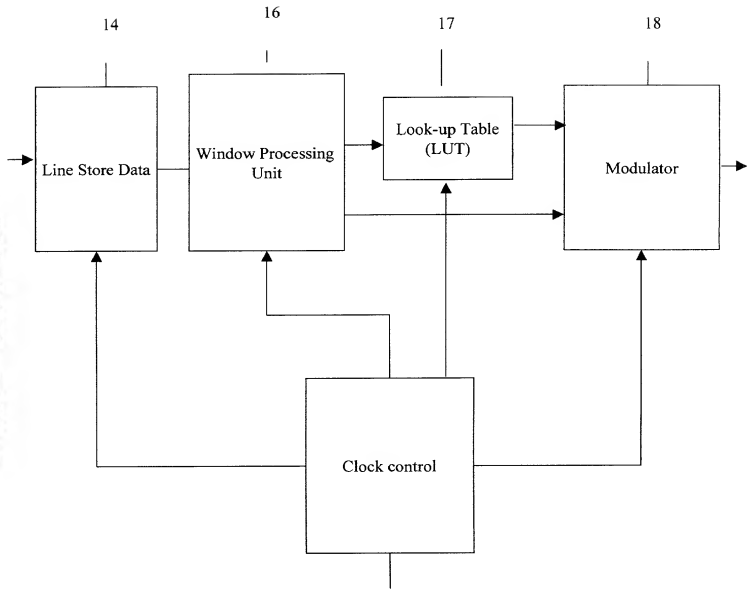 14
16
17
18
Line Store Data
Window Processing
Unit
Look-up Table
(LUT)
Modulator
Clock control